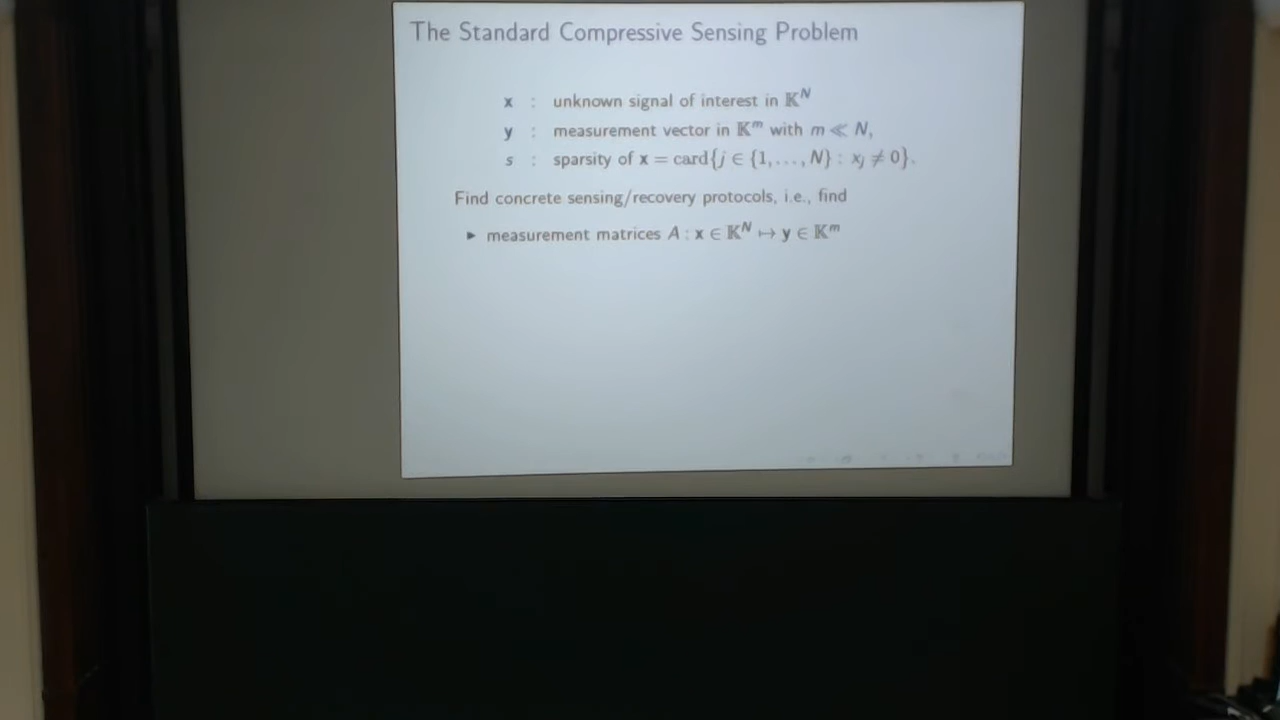 The Standard Compressive Sensing Problem
x : unknown signal of interest in 𝕂^N
y : measurement vector in 𝕂^m with m ≪ N,
s : sparsity of x = card{j ∈ {1, …, N} : x_j ≠ 0}.
Find concrete sensing/recovery protocols, i.e., find
► measurement matrices A : x ∈ 𝕂^N ↦ y ∈ 𝕂^m